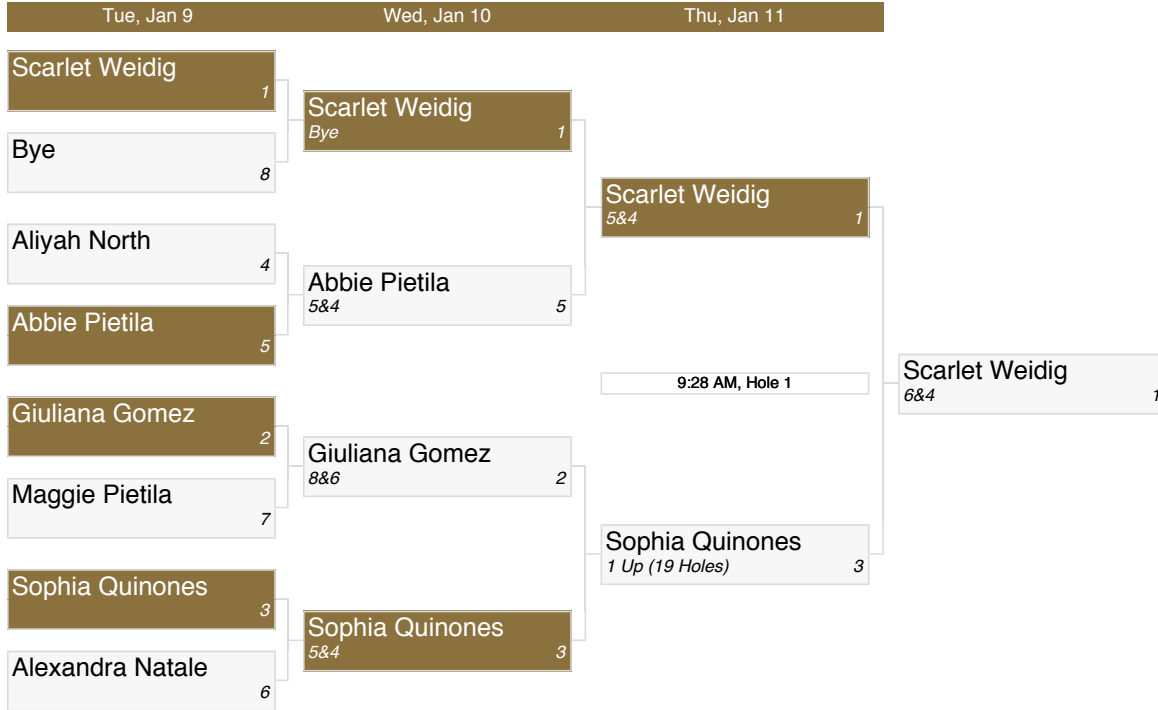 Tue, Jan 9
Wed, Jan 10
Thu, Jan 11
Scarlet Weidig
1
Bye
8
Aliyah North
4
Abbie Pietila
5
Giuliana Gomez
2
Maggie Pietila
7
Sophia Quinones
3
Alexandra Natale
6
Scarlet Weidig
Bye 1
Abbie Pietila
5&4 5
Giuliana Gomez
8&6 2
Sophia Quinones
5&4 3
Scarlet Weidig
5&4 1
9:28 AM, Hole 1
Sophia Quinones
1 Up (19 Holes) 3
Scarlet Weidig
6&4 1